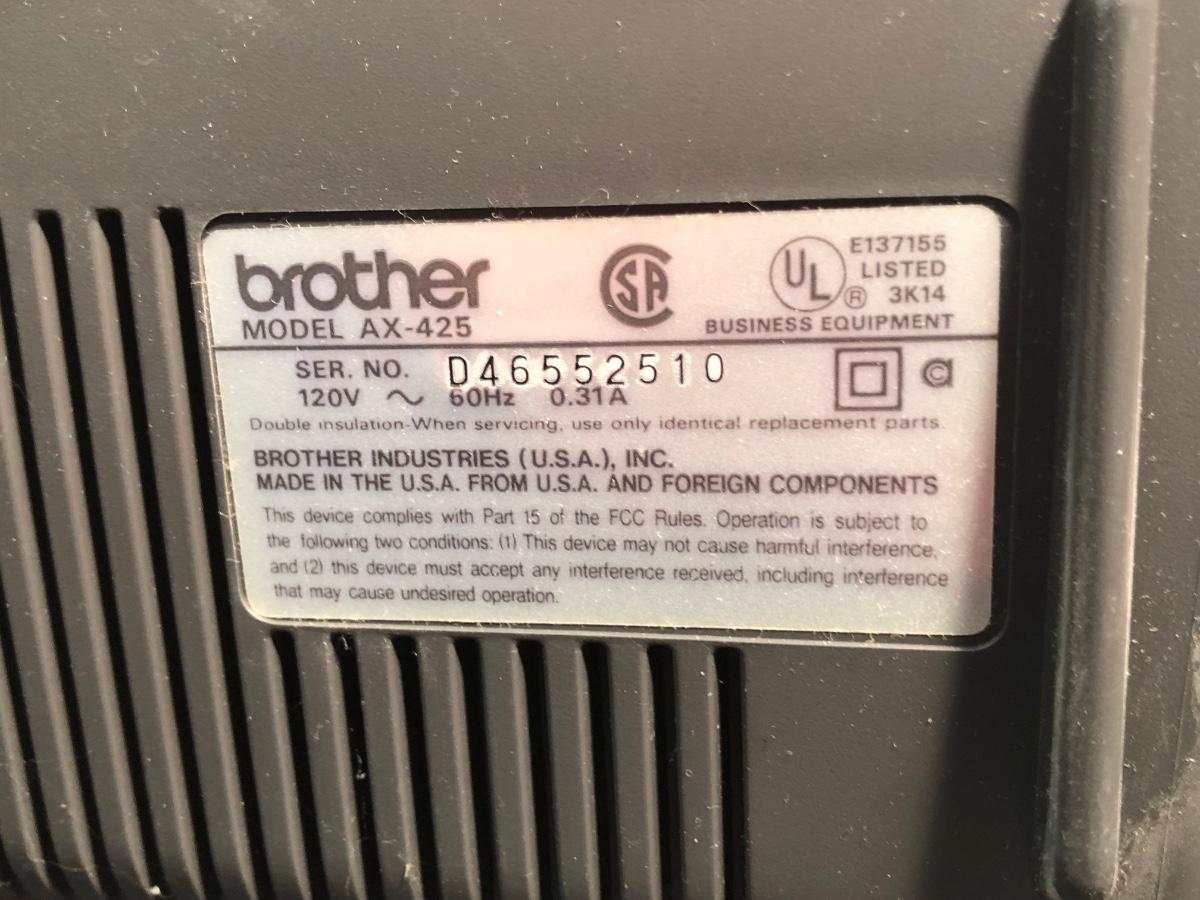 brother
MODEL AX-425
SA
UL
®
E137155
LISTED
3K14
BUSINESS EQUIPMENT
SER. NO. D46552510
120V ∼ 60Hz 0.31A
Double insulation-When servicing, use only identical replacement parts.
BROTHER INDUSTRIES (U.S.A.), INC.
MADE IN THE U.S.A. FROM U.S.A. AND FOREIGN COMPONENTS
This device complies with Part 15 of the FCC Rules. Operation is subject to
the following two conditions: (1) This device may not cause harmful interference,
and (2) this device must accept any interference received, including interference
that may cause undesired operation.